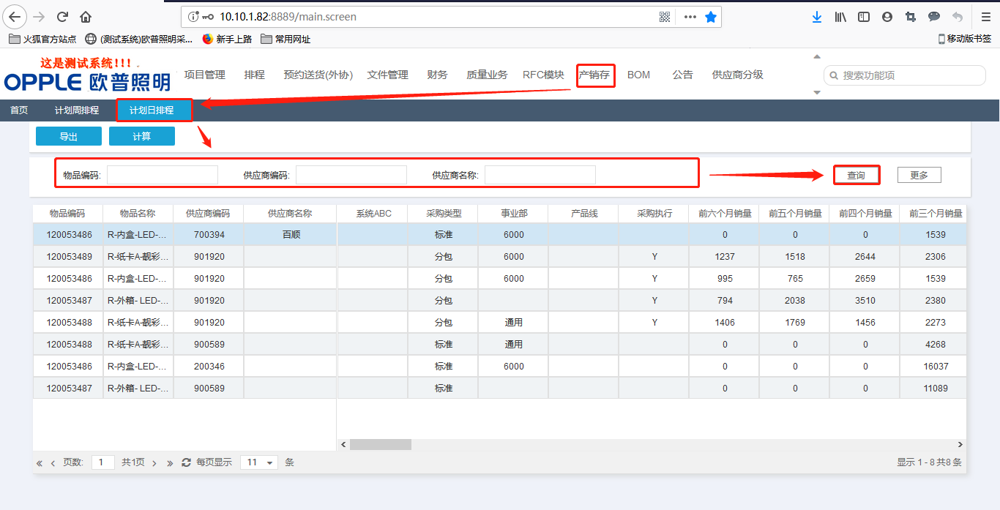 10.10.1.82:8889/main.screen
火狐官方站点 (测试系统)欧普照明采... 新手上路 常用网址 移动版书签
这是测试系统!!!
OPPLE 欧普照明 项目管理 排程 预约送货(外协) 文件管理 财务 质量业务 RFC模块 产销存 BOM 公告 供应商分级 搜索功能项
首页 计划周排程 计划日排程
导出 计算
物品编码: 供应商编码: 供应商名称: 查询 更多
物品编码 物品名称 供应商编码 供应商名称 系统ABC 采购类型 事业部 产品线 采购执行 前六个月销量 前五个月销量 前四个月销量 前三个月销量
120053486 R-内盒-LED-... 700394 百顺 标准 6000 0 0 0 1539
120053489 R-纸卡A-靓彩... 901920 分包 6000 Y 1237 1518 2644 2306
120053486 R-内盒-LED-... 901920 分包 6000 Y 995 765 2659 1539
120053487 R-外箱- LED-... 901920 分包 Y 794 2038 3510 2380
120053488 R-纸卡A-靓彩... 901920 分包 通用 Y 1406 1769 1456 2273
120053488 R-纸卡A-靓彩... 900589 标准 通用 0 0 0 4268
120053486 R-内盒-LED-... 200346 标准 6000 0 0 0 16037
120053487 R-外箱- LED-... 900589 标准 0 0 0 11089
页数: 1 共1页 每页显示 11 条 显示 1 - 8 共8 条